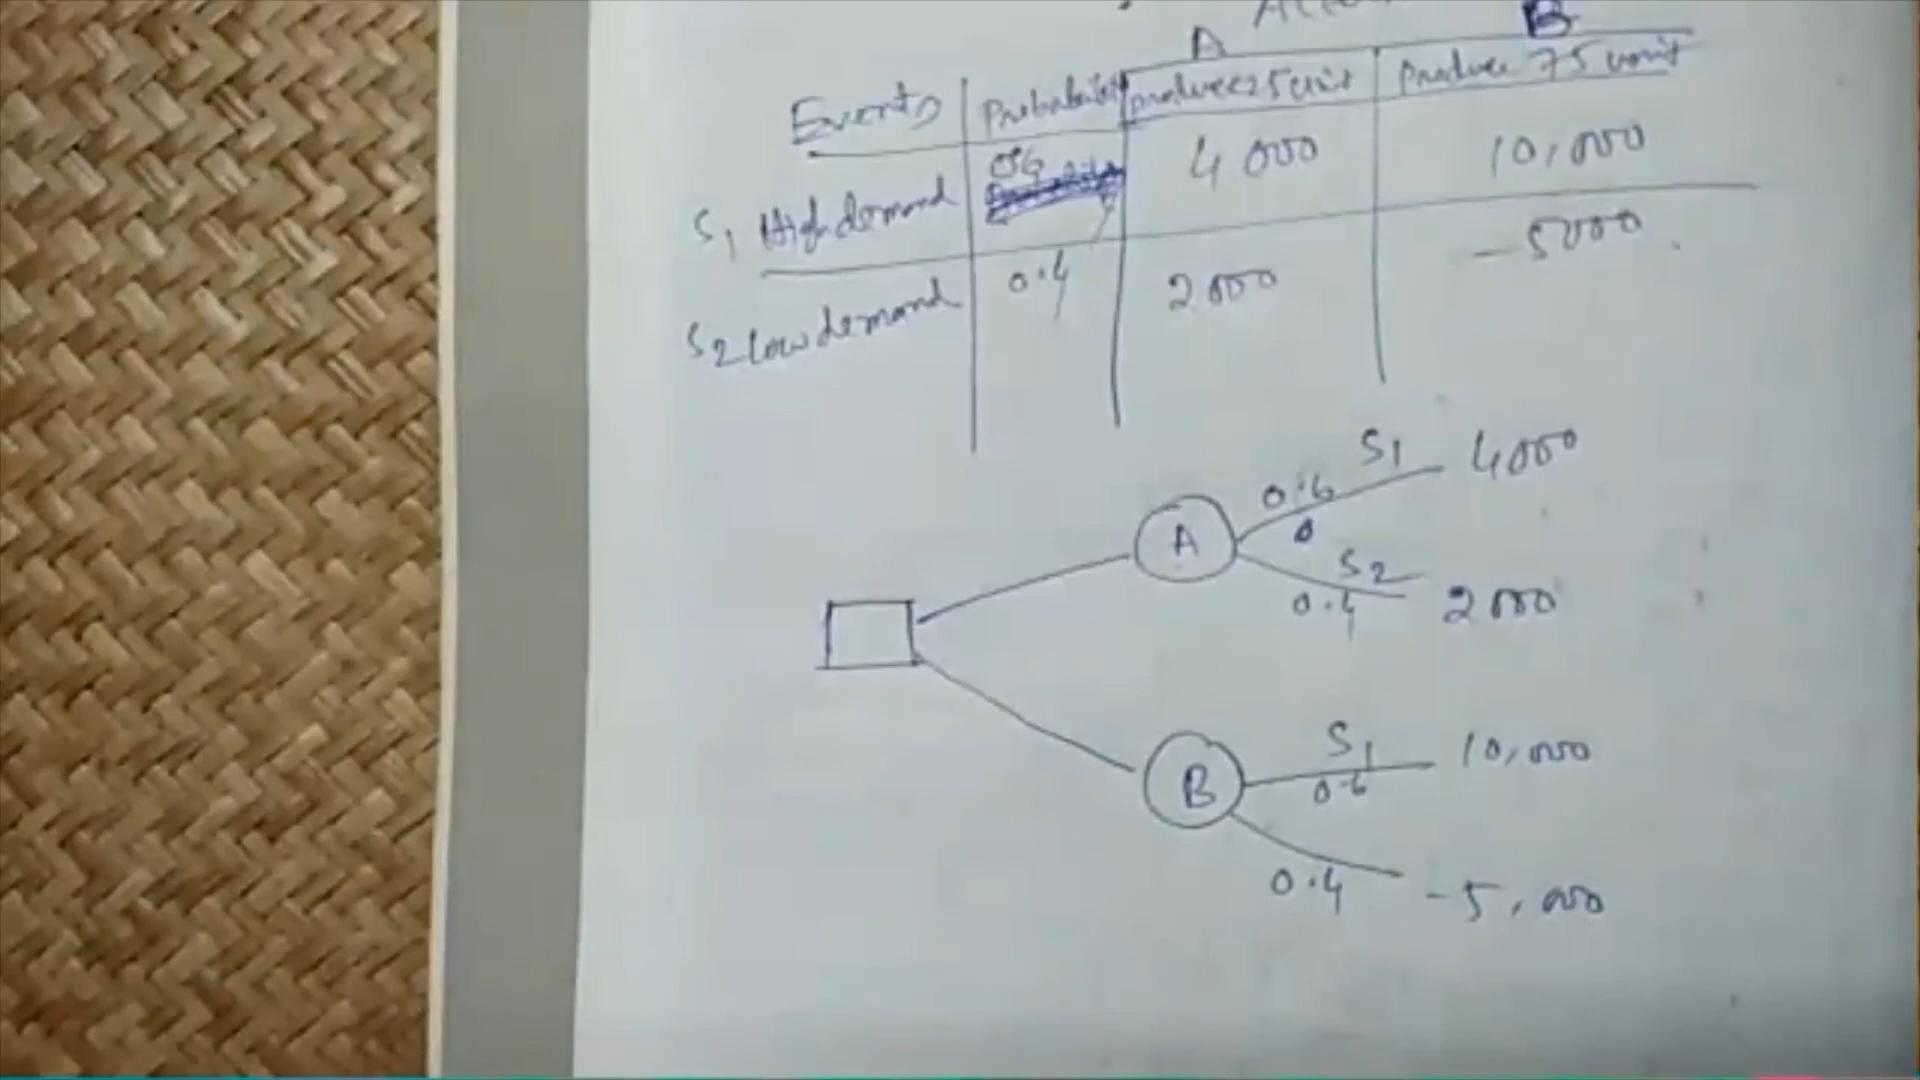 A B
Events Probability produce 25 unit Produce 75 unit
S1 High demand 0.6 4000 10,000
S2 Low demand 0.4 2000 -5000
S1 4000
0.6
A
S2
0.4 2000
S1 10,000
0.6
B
0.4 -5,000